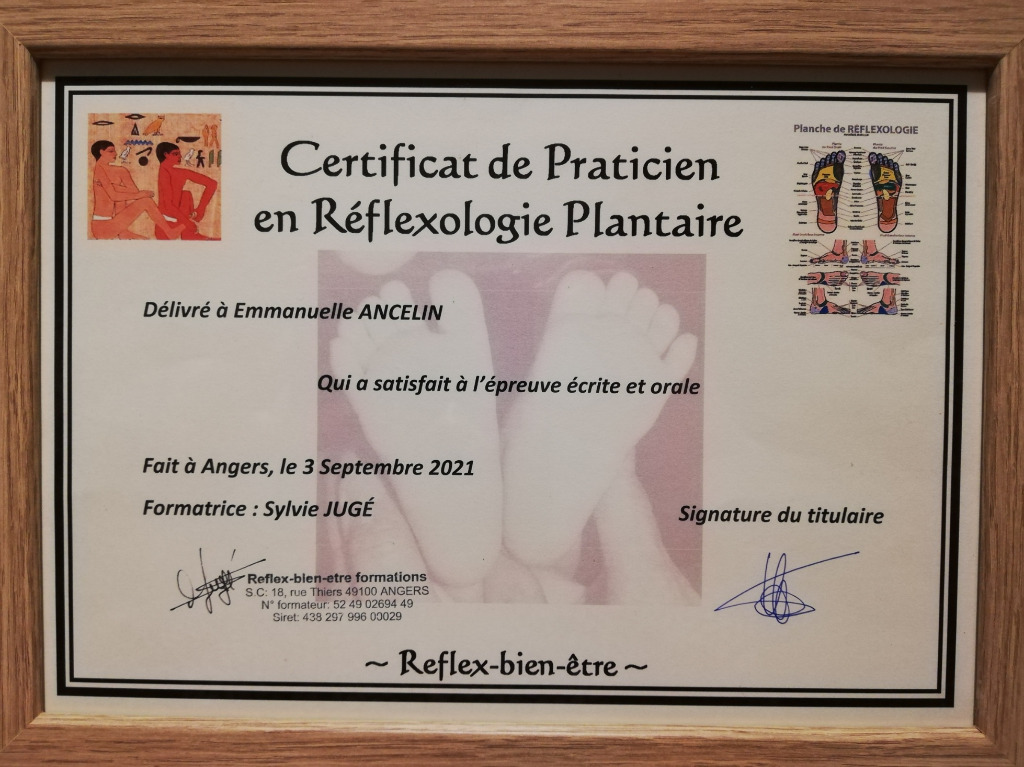 Certificat de Praticien
en Réflexologie Plantaire
Planche de RÉFLEXOLOGIE
Délivré à Emmanuelle ANCELIN
Qui a satisfait à l'épreuve écrite et orale
Fait à Angers, le 3 Septembre 2021
Formatrice : Sylvie JUGÉ
Signature du titulaire
Reflex-bien-etre formations
S.C: 18, rue Thiers 49100 ANGERS
N° formateur: 52 49 02694 49
Siret: 438 297 996 00029
~ Reflex-bien-être ~